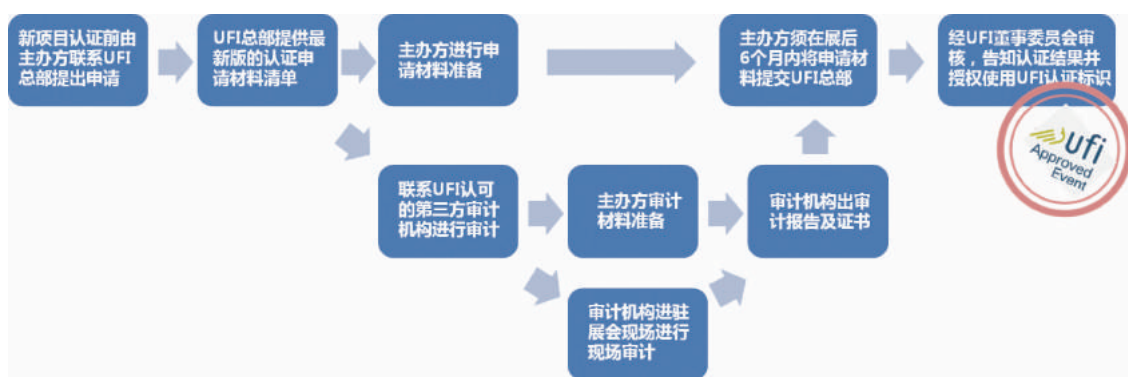 新项目认证前由
主办方联系UFI
总部提出申请
UFI总部提供最
新版的认证申
请材料清单
主办方进行申
请材料准备
主办方须在展后
6个月内将申请材
料提交UFI总部
经UFI董事委员会审
核，告知认证结果并
授权使用UFI认证标识
ufi
Approved
Event
联系UFI认可
的第三方审计
机构进行审计
主办方审计
材料准备
审计机构出审
计报告及证书
审计机构进驻
展会现场进行
现场审计